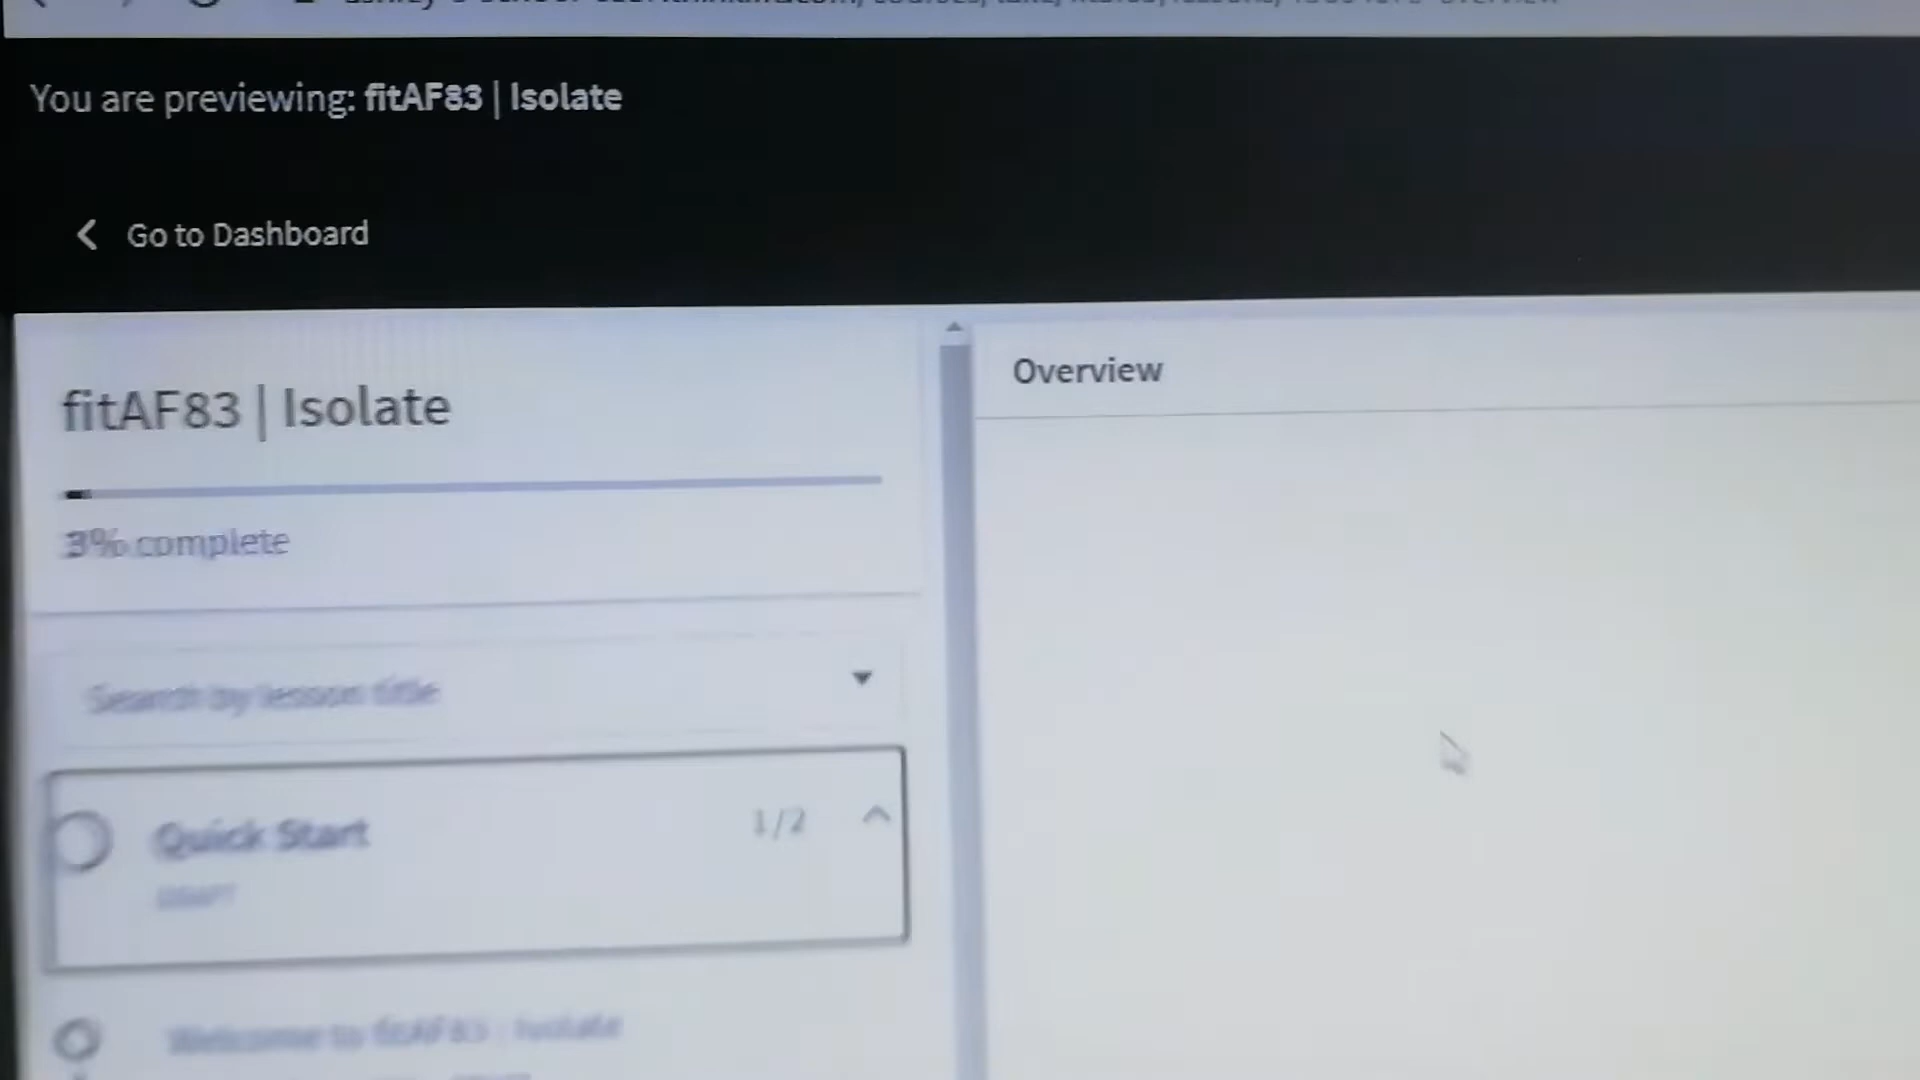 You are previewing: fitAF83 | Isolate
Go to Dashboard
fitAF83 | Isolate
3% complete
Overview
Search by lesson title
Quick Start
1/2
DRAFT
Welcome to fitAF83 | Isolate